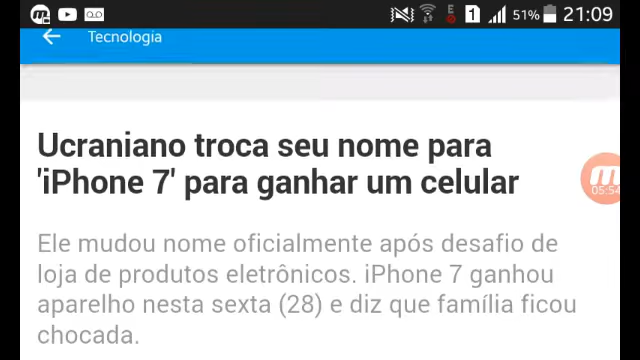 51% 21:09
Tecnologia
Ucraniano troca seu nome para
'iPhone 7' para ganhar um celular
05:54
Ele mudou nome oficialmente após desafio de
loja de produtos eletrônicos. iPhone 7 ganhou
aparelho nesta sexta (28) e diz que família ficou
chocada.